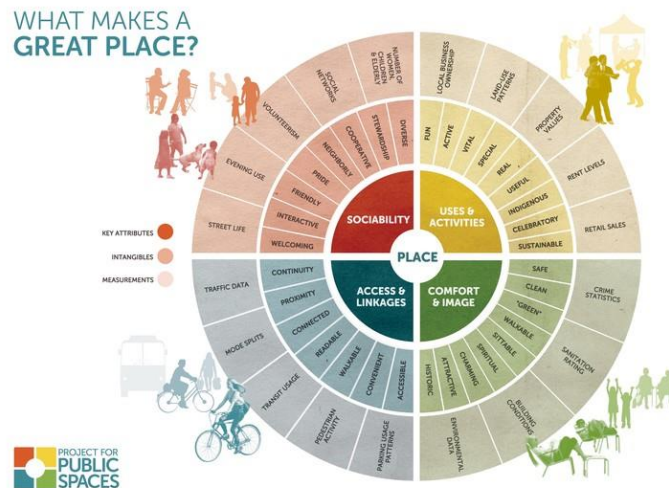 WHAT MAKES A
GREAT PLACE?
KEY ATTRIBUTES
INTANGIBLES
MEASUREMENTS
PLACE
SOCIABILITY
USES &
ACTIVITIES
ACCESS &
LINKAGES
COMFORT
& IMAGE
WELCOMING
INTERACTIVE
FRIENDLY
PRIDE
NEIGHBORLY
COOPERATIVE
STEWARDSHIP
DIVERSE
STREET LIFE
EVENING USE
VOLUNTEERISM
SOCIAL
NETWORKS
NUMBER OF
WOMEN,
CHILDREN
& ELDERLY
FUN
ACTIVE
VITAL
SPECIAL
REAL
USEFUL
INDIGENOUS
CELEBRATORY
SUSTAINABLE
LOCAL BUSINESS
OWNERSHIP
LAND-USE
PATTERNS
PROPERTY
VALUES
RENT LEVELS
RETAIL SALES
SAFE
CLEAN
"GREEN"
WALKABLE
SITTABLE
SPIRITUAL
CHARMING
ATTRACTIVE
HISTORIC
CRIME
STATISTICS
SANITATION
RATING
BUILDING
CONDITIONS
ENVIRONMENTAL
DATA
CONTINUITY
PROXIMITY
CONNECTED
READABLE
WALKABLE
CONVENIENT
ACCESSIBLE
TRAFFIC DATA
MODE SPLITS
TRANSIT USAGE
PEDESTRIAN
ACTIVITY
PARKING USAGE
PATTERNS
PROJECT FOR
PUBLIC
SPACES